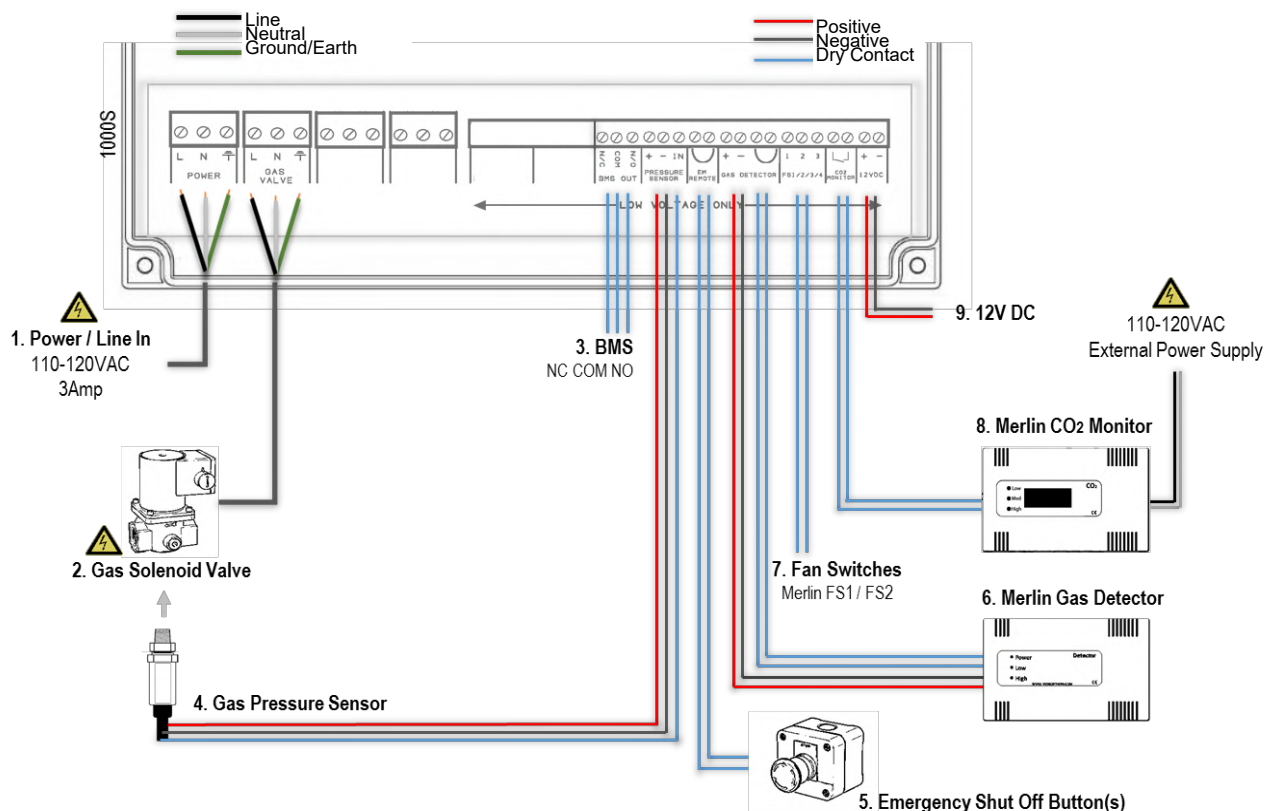 Line
Neutral
Ground/Earth
Positive
Negative
Dry Contact
1000S
L N
POWER
L N
GAS
VALVE
N/C COM N/O
BMS OUT
+ - IN
PRESSURE
SENSOR
EM
REMOTE
+ -
GAS DETECTOR
1 2 3
FS1/2/3/4
CO2
MONITOR
+ -
12VDC
LOW VOLTAGE ONLY
1. Power / Line In
110-120VAC
3Amp
3. BMS
NC COM NO
9. 12V DC
110-120VAC
External Power Supply
8. Merlin CO2 Monitor
Low
Med
High
CO2
CE
2. Gas Solenoid Valve
7. Fan Switches
Merlin FS1 / FS2
6. Merlin Gas Detector
Power
Low
High
Detector
CE
4. Gas Pressure Sensor
5. Emergency Shut Off Button(s)